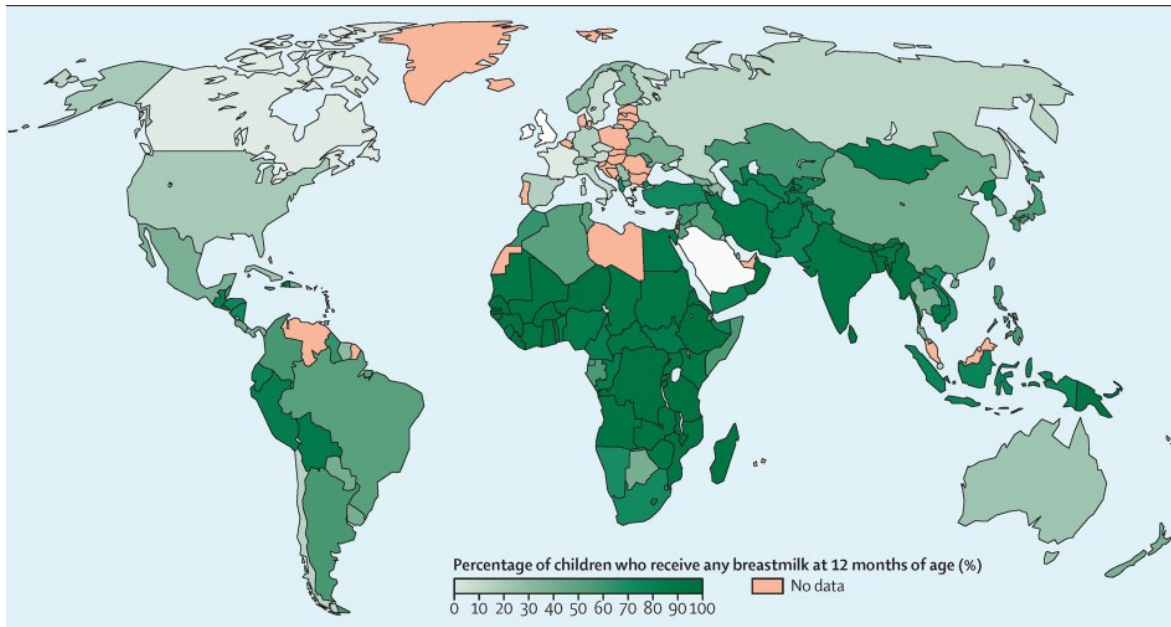 Percentage of children who receive any breastmilk at 12 months of age (%)
0 10 20 30 40 50 60 70 80 90 100
No data